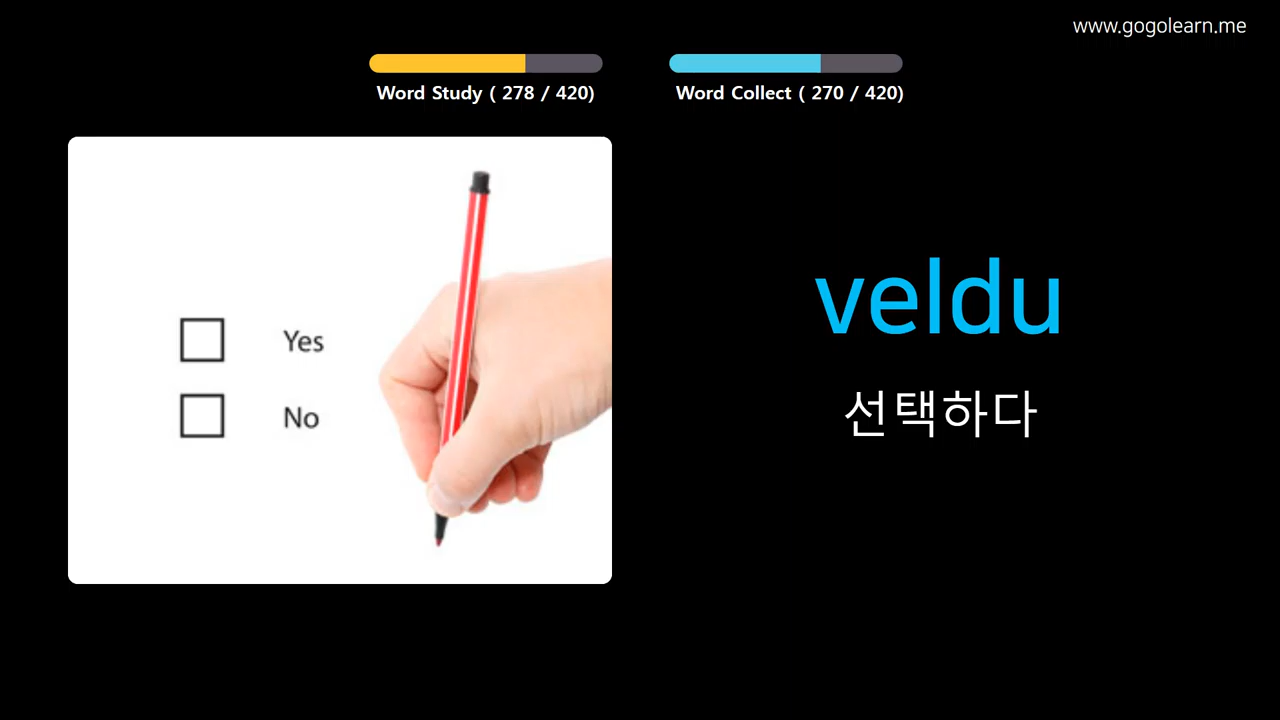 www.gogolearn.me
Word Study ( 278 / 420)
Word Collect ( 270 / 420)
Yes
No
veldu
선택하다